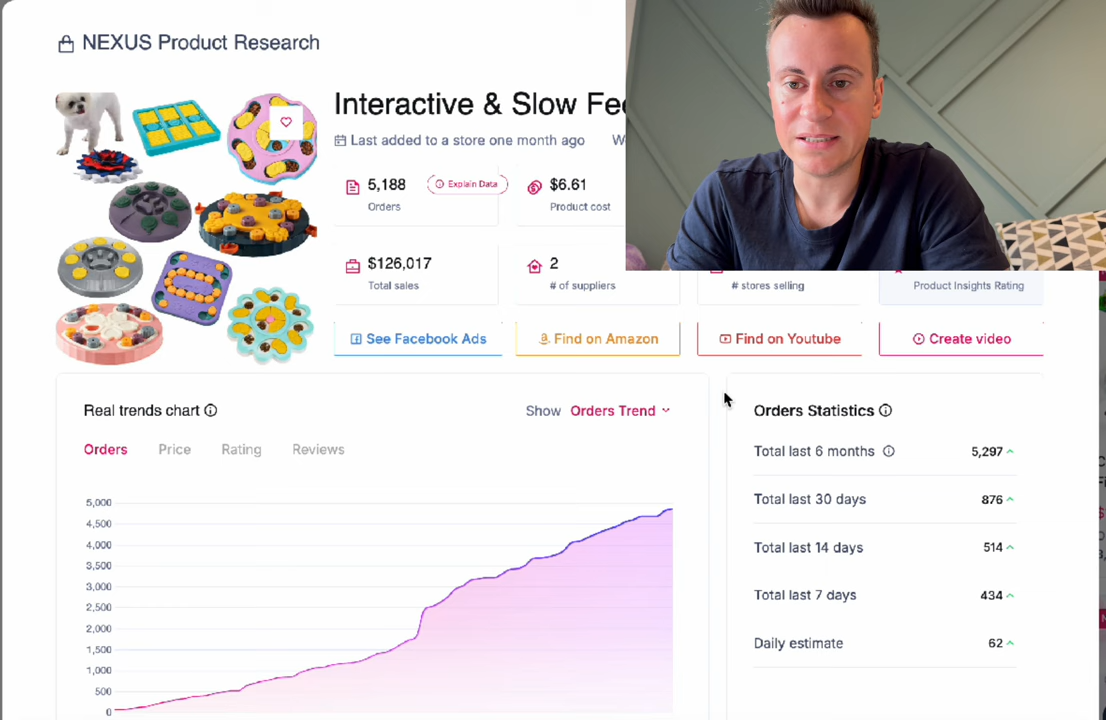 NEXUS Product Research
Interactive & Slow Fe
Last added to a store one month ago
5,188
Explain Data
$6.61
Orders
Product cost
$126,017
2
Total sales
# of suppliers
# stores selling
Product Insights Rating
See Facebook Ads
Find on Amazon
Find on Youtube
Create video
Real trends chart
Show Orders Trend
Orders Price Rating Reviews
5,000
4,500
4,000
3,500
3,000
2,500
2,000
1,500
1,000
500
0
Orders Statistics
Total last 6 months 5,297
Total last 30 days 876
Total last 14 days 514
Total last 7 days 434
Daily estimate 62